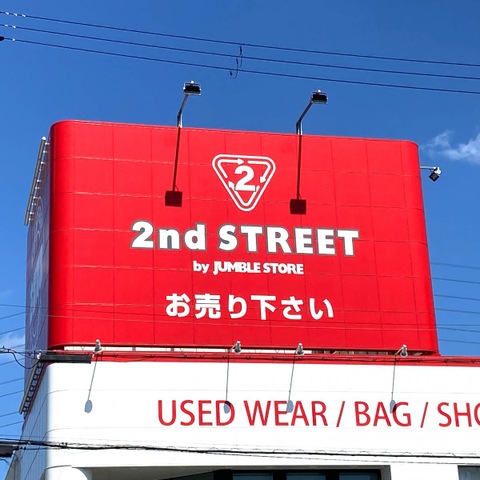 2
2nd STREET
by JUMBLE STORE
お売り下さい
USED WEAR / BAG / SHO